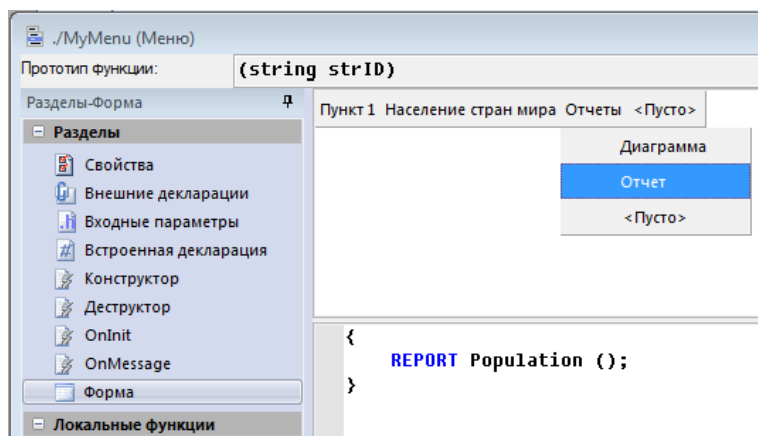 ./MyMenu (Меню)
Прототип функции: (string strID)
Разделы-Форма
Разделы
Свойства
Внешние декларации
Входные параметры
Встроенная декларация
Конструктор
Деструктор
OnInit
OnMessage
Форма
Локальные функции
Пункт 1 Население стран мира Отчеты <Пусто>
Диаграмма
Отчет
<Пусто>
{
REPORT Population ();
}